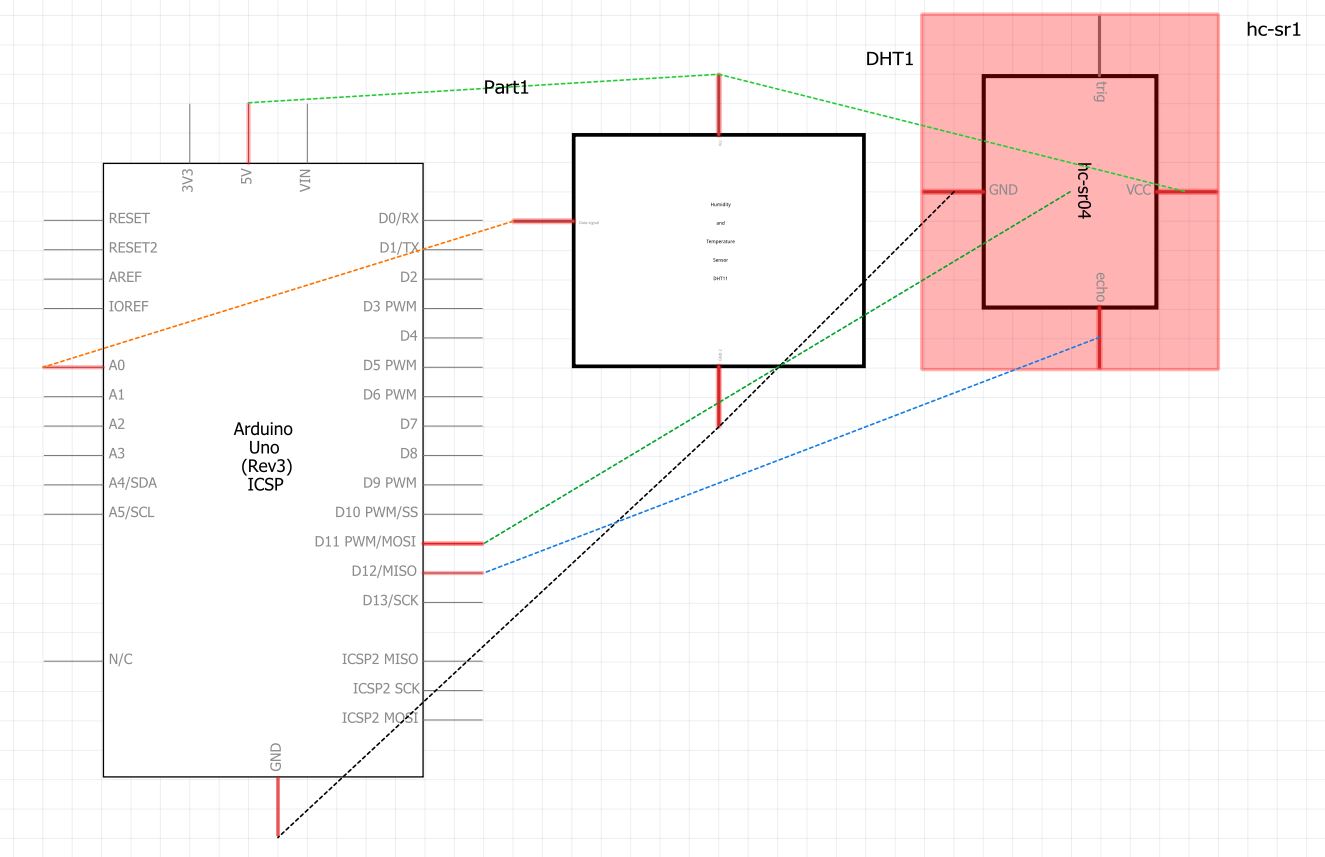 hc-sr1
DHT1
Part1
trig
GND
hc-sr04
VCC
echo
3V3
5V
VIN
RESET
RESET2
AREF
IOREF
A0
A1
A2
A3
A4/SDA
A5/SCL
N/C
Arduino
Uno
(Rev3)
ICSP
D0/RX
D1/TX
D2
D3 PWM
D4
D5 PWM
D6 PWM
D7
D8
D9 PWM
D10 PWM/SS
D11 PWM/MOSI
D12/MISO
D13/SCK
ICSP2 MISO
ICSP2 SCK
ICSP2 MOSI
GND
Humidity
and
Temperature
Sensor
DHT11